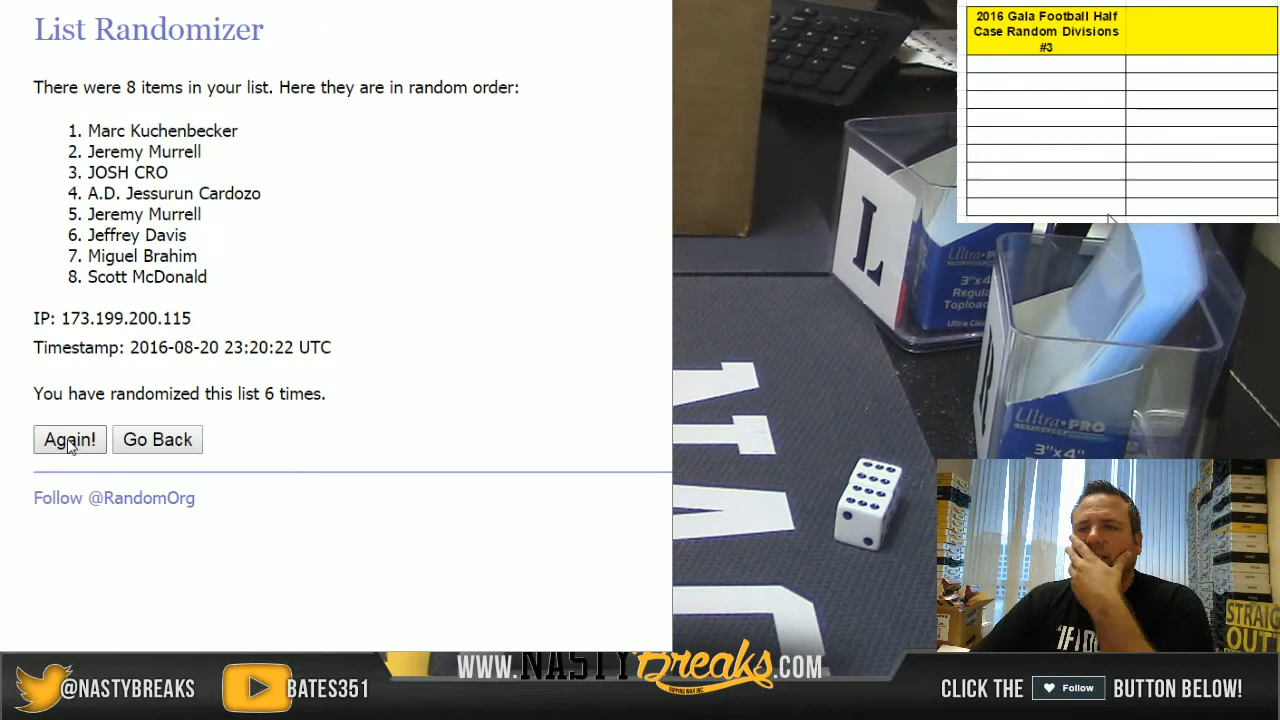 List Randomizer
There were 8 items in your list. Here they are in random order:
1. Marc Kuchenbecker
2. Jeremy Murrell
3. JOSH CRO
4. A.D. Jessurun Cardozo
5. Jeremy Murrell
6. Jeffrey Davis
7. Miguel Brahim
8. Scott McDonald
IP: 173.199.200.115
Timestamp: 2016-08-20 23:20:22 UTC
You have randomized this list 6 times.
Again! Go Back
Follow @RandomOrg
2016 Gala Football Half
Case Random Divisions
#3
L
Ultra
3"x4"
Ultra PRO
3"x4"
@NASTYBREAKS
BATES351
WWW.NASTYBreaks.COM
CLICK THE Follow BUTTON BELOW!